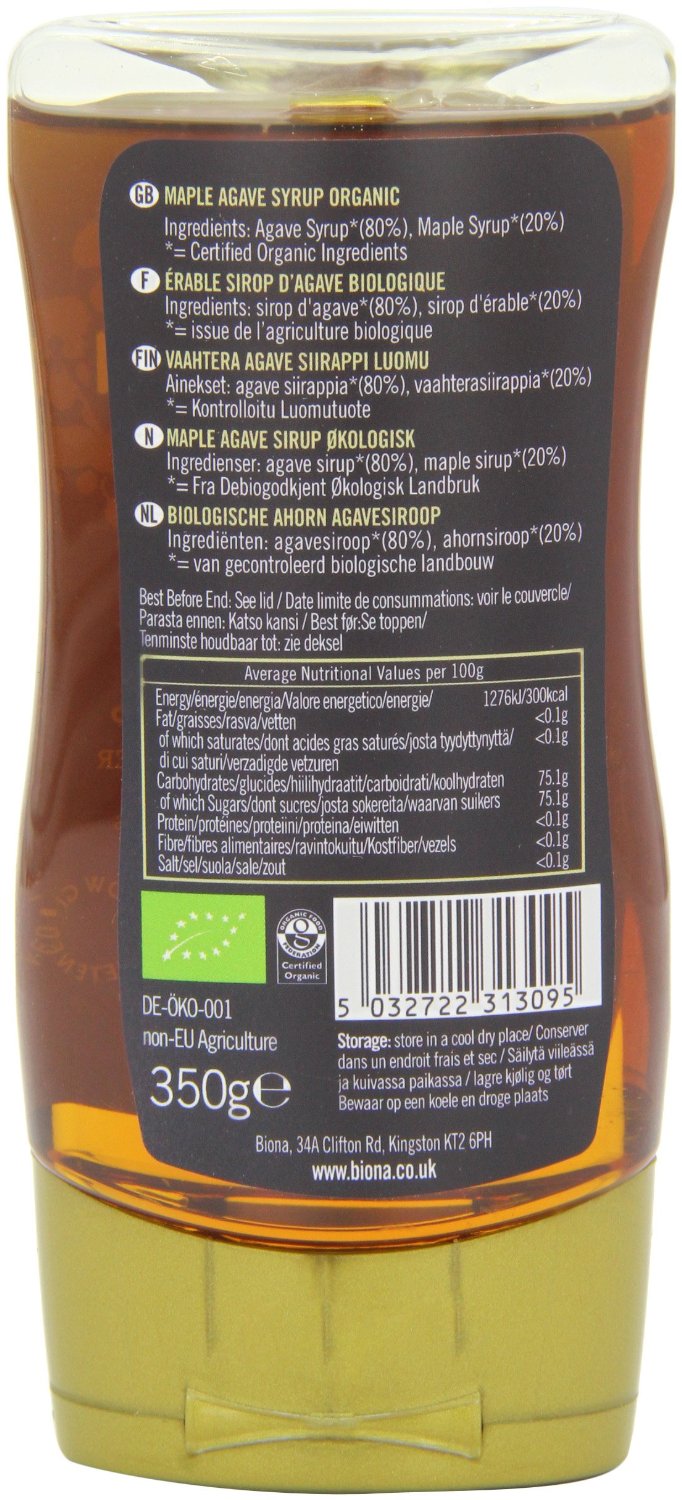 GB MAPLE AGAVE SYRUP ORGANIC
Ingredients: Agave Syrup*(80%), Maple Syrup*(20%)
*= Certified Organic Ingredients
F ÉRABLE SIROP D'AGAVE BIOLOGIQUE
Ingredients: sirop d'agave*(80%), sirop d'érable*(20%)
*= issue de l'agriculture biologique
FIN VAAHTERA AGAVE SIIRAPPI LUOMU
Ainekset: agave siirappia*(80%), vaahterasiirappia*(20%)
*= Kontrolloitu Luomutuote
N MAPLE AGAVE SIRUP ØKOLOGISK
Ingredienser: agave sirup*(80%), maple sirup*(20%)
*= Fra Debiogodkjent Økologisk Landbruk
NL BIOLOGISCHE AHORN AGAVESIROOP
Ingrediënten: agavesiroop*(80%), ahornsiroop*(20%)
*= van gecontroleerd biologische landbouw
Best Before End: See lid / Date limite de consummations: voir le couvercle/
Parasta ennen: Katso kansi / Best før:Se toppen/
Tenminste houdbaar tot: zie deksel
Average Nutritional Values per 100g
Energy/énergie/energia/Valore energetico/energie/ 1276kJ/300kcal
Fat/graisses/rasva/vetten <0.1g
of which saturates/dont acides gras saturés/josta tyydyttynyttä/ <0.1g
di cui saturi/verzadigde vetzuren
Carbohydrates/glucides/hiilihydraatit/carboidrati/koolhydraten 75.1g
of which Sugars/dont sucres/josta sokereita/waarvan suikers 75.1g
Protein/protéines/proteiini/proteina/eiwitten <0.1g
Fibre/fibres alimentaires/ravintokuitu/Kostfiber/vezels <0.1g
Salt/sel/suola/sale/zout <0.1g
ORGANIC FOOD FEDERATION
Certified
Organic
5 032722 313095
DE-ÖKO-001
non-EU Agriculture
350g e
Storage: store in a cool dry place/ Conserver
dans un endroit frais et sec / Säilytä viileässä
ja kuivassa paikassa / lagre kjølig og tørt
Bewaar op een koele en droge plaats
Biona, 34A Clifton Rd, Kingston KT2 6PH
www.biona.co.uk